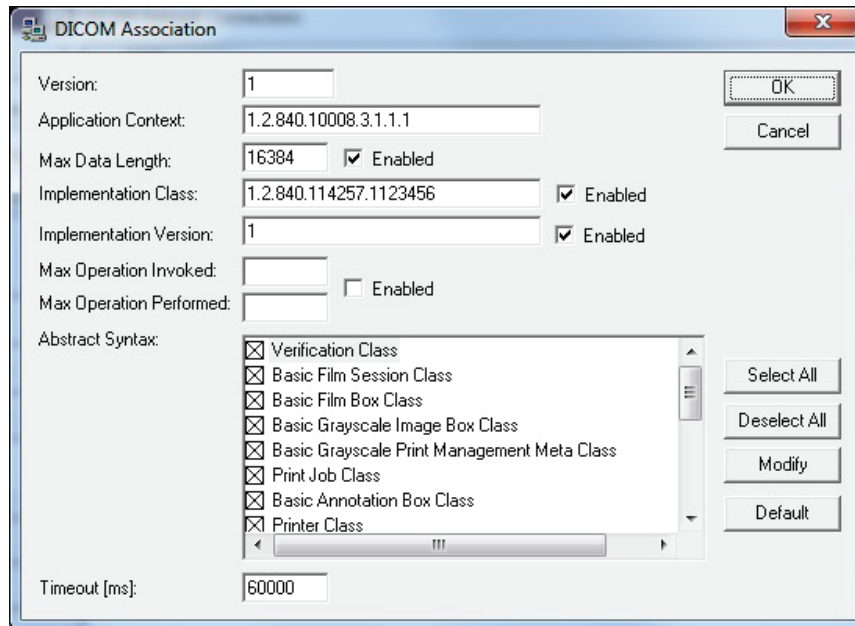 DICOM Association
Version: 1
OK
Application Context: 1.2.840.10008.3.1.1.1
Cancel
Max Data Length: 16384 Enabled
Implementation Class: 1.2.840.114257.1123456 Enabled
Implementation Version: 1 Enabled
Max Operation Invoked:
Enabled
Max Operation Performed:
Abstract Syntax:
Verification Class
Basic Film Session Class
Basic Film Box Class
Basic Grayscale Image Box Class
Basic Grayscale Print Management Meta Class
Print Job Class
Basic Annotation Box Class
Printer Class
Select All
Deselect All
Modify
Default
Timeout [ms]: 60000